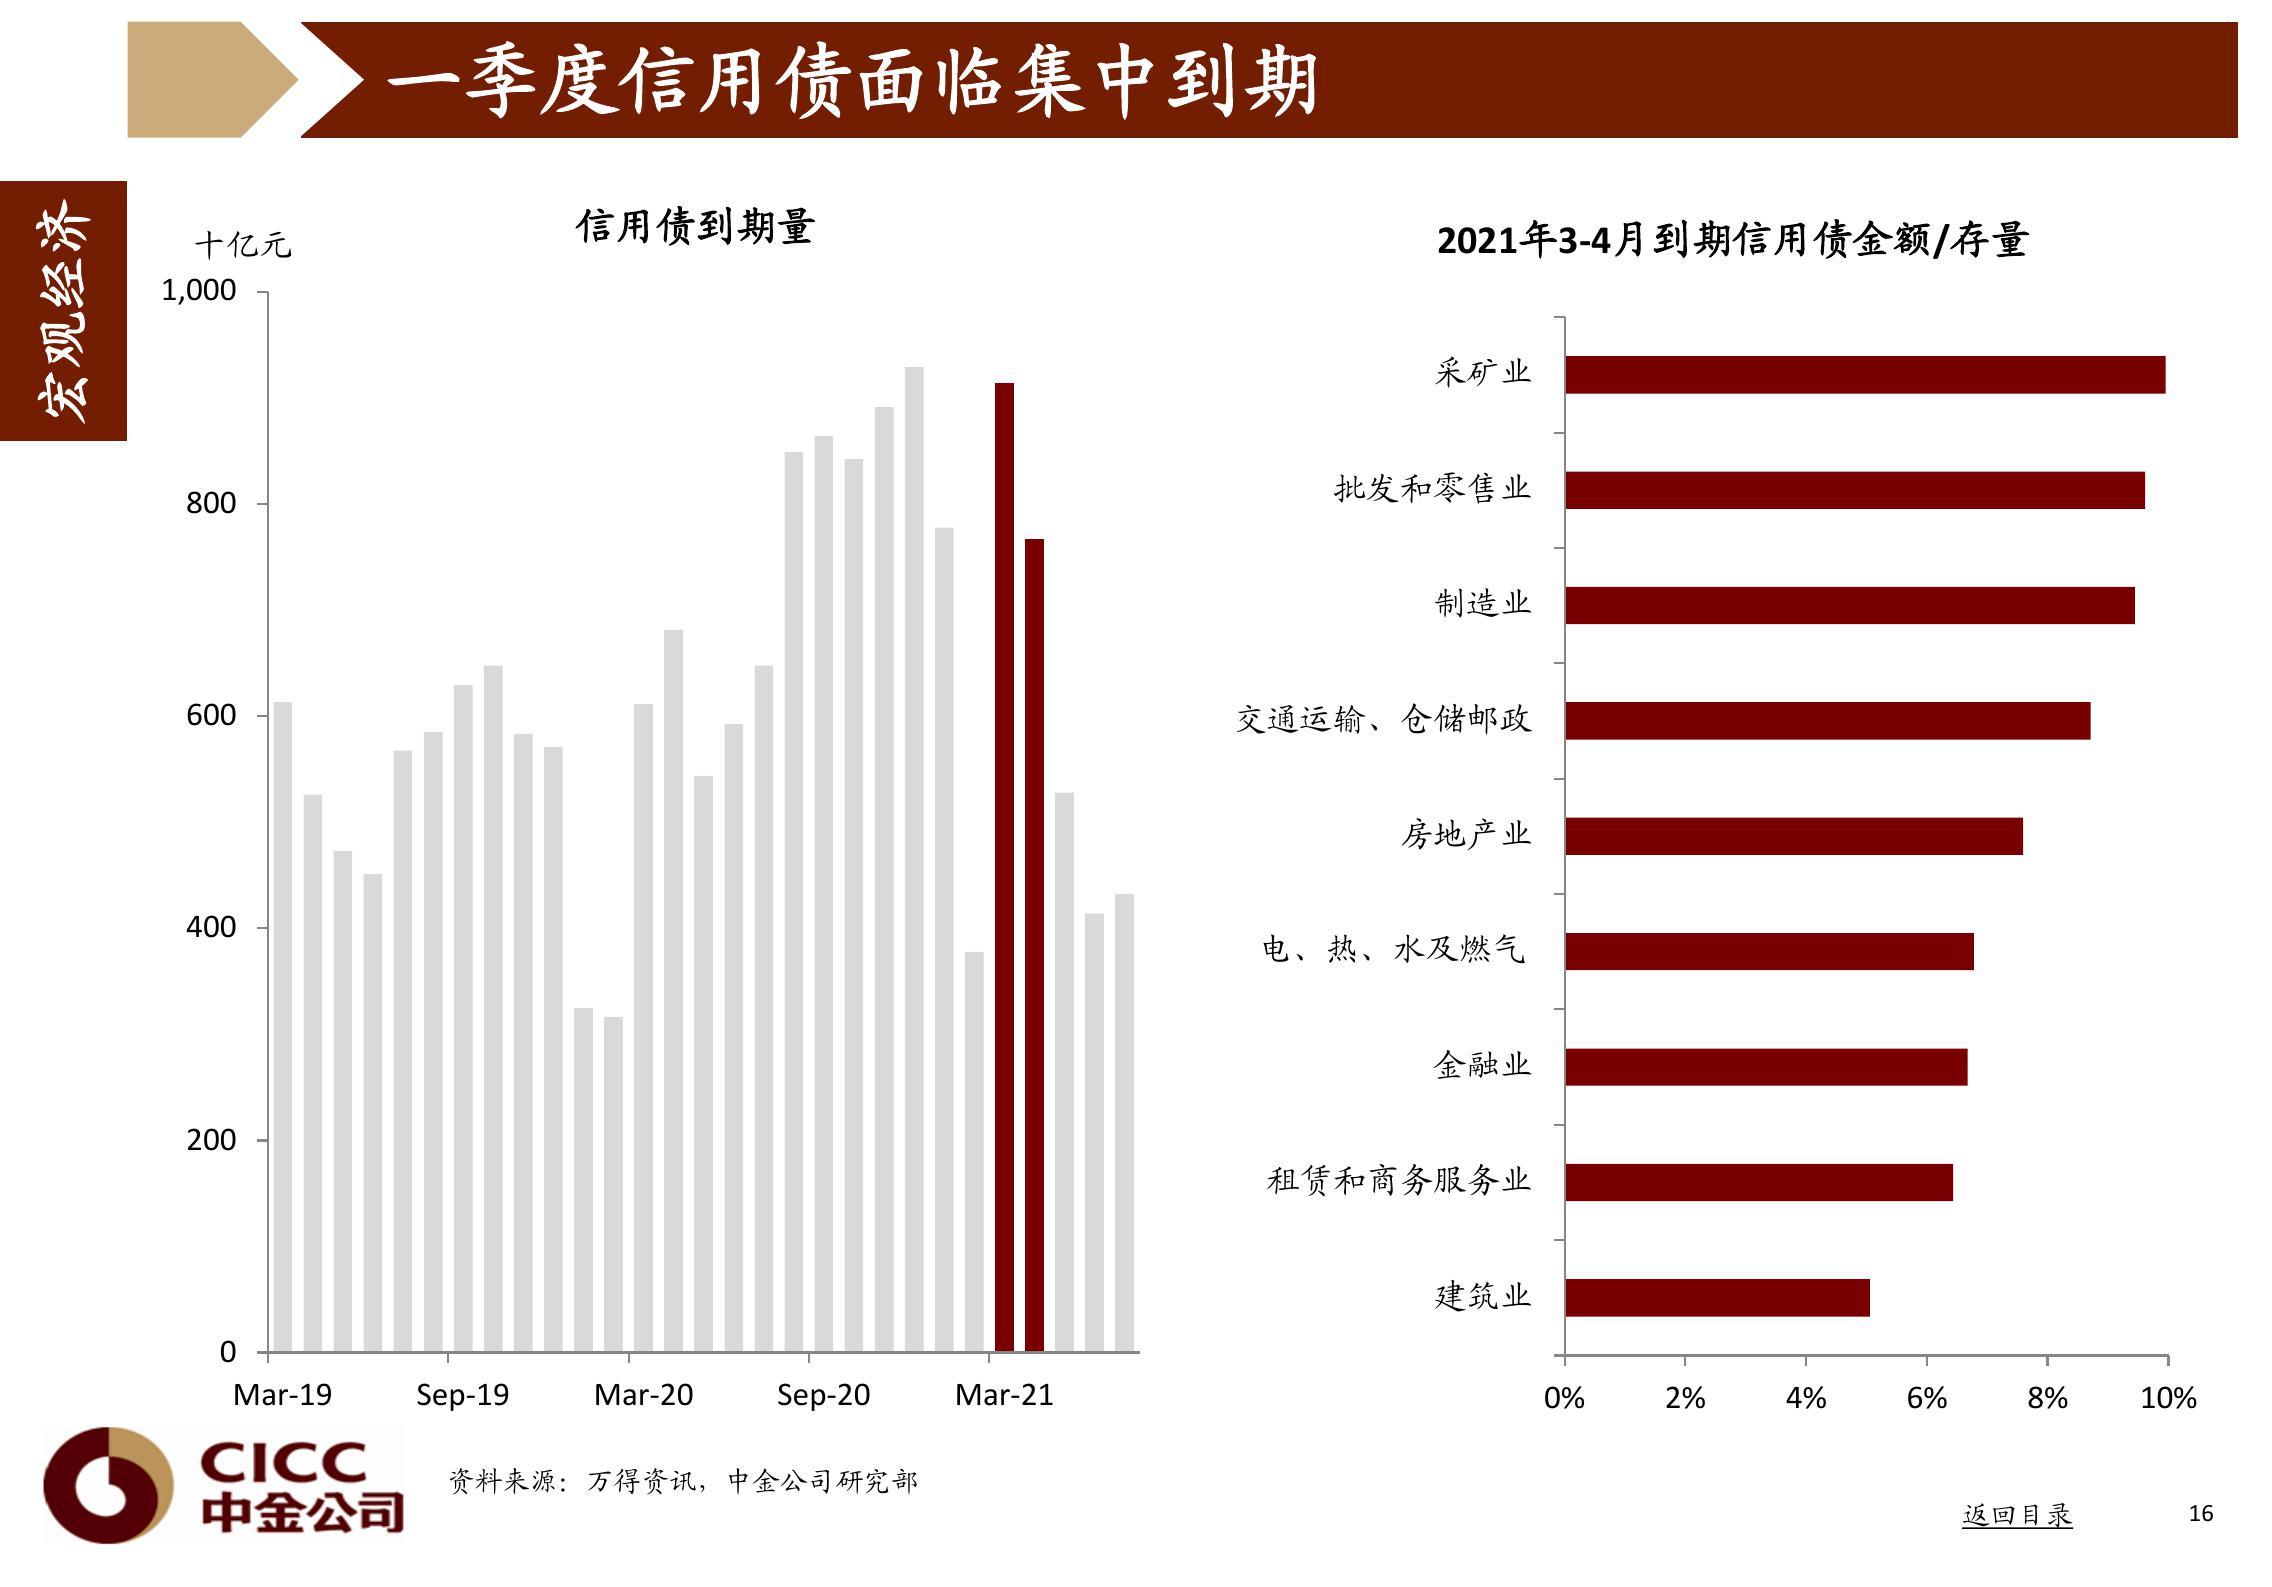 一季度信用债面临集中到期
宏观经济
信用债到期量
十亿元
1,000
800
600
400
200
0
Mar-19 Sep-19 Mar-20 Sep-20 Mar-21
2021年3-4月到期信用债金额/存量
采矿业
批发和零售业
制造业
交通运输、仓储邮政
房地产业
电、热、水及燃气
金融业
租赁和商务服务业
建筑业
0% 2% 4% 6% 8% 10%
CICC
中金公司
资料来源：万得资讯，中金公司研究部
返回目录
16